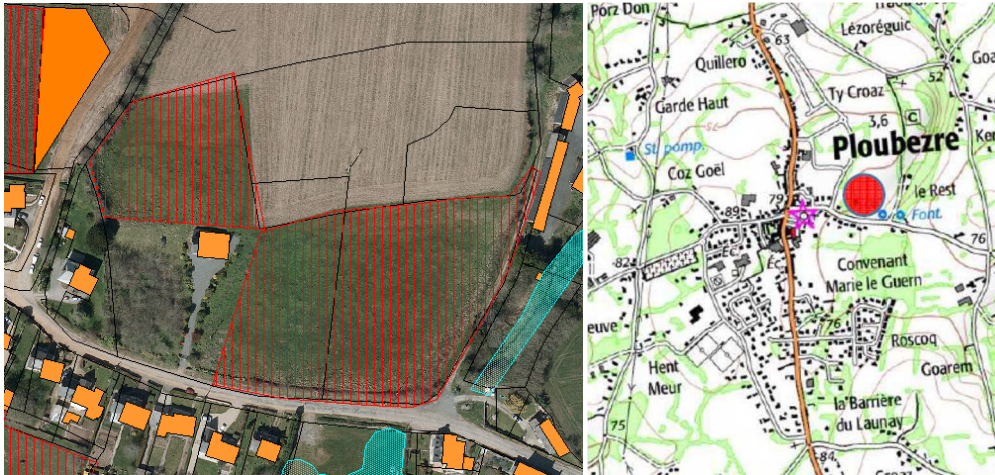 Porz Don
63
Lézoréguic
Quillero
52
Ty Croaz
Garde Haut
C
3,6
Ploubezre
St. pomp.
Coz Goël
le Rest
79
89
Font.
76
82
Éc.
Convenant
Marie le Guern
76
Roscoq
Hent
Meur
Goarem
la Barrière
du Launay
75
84